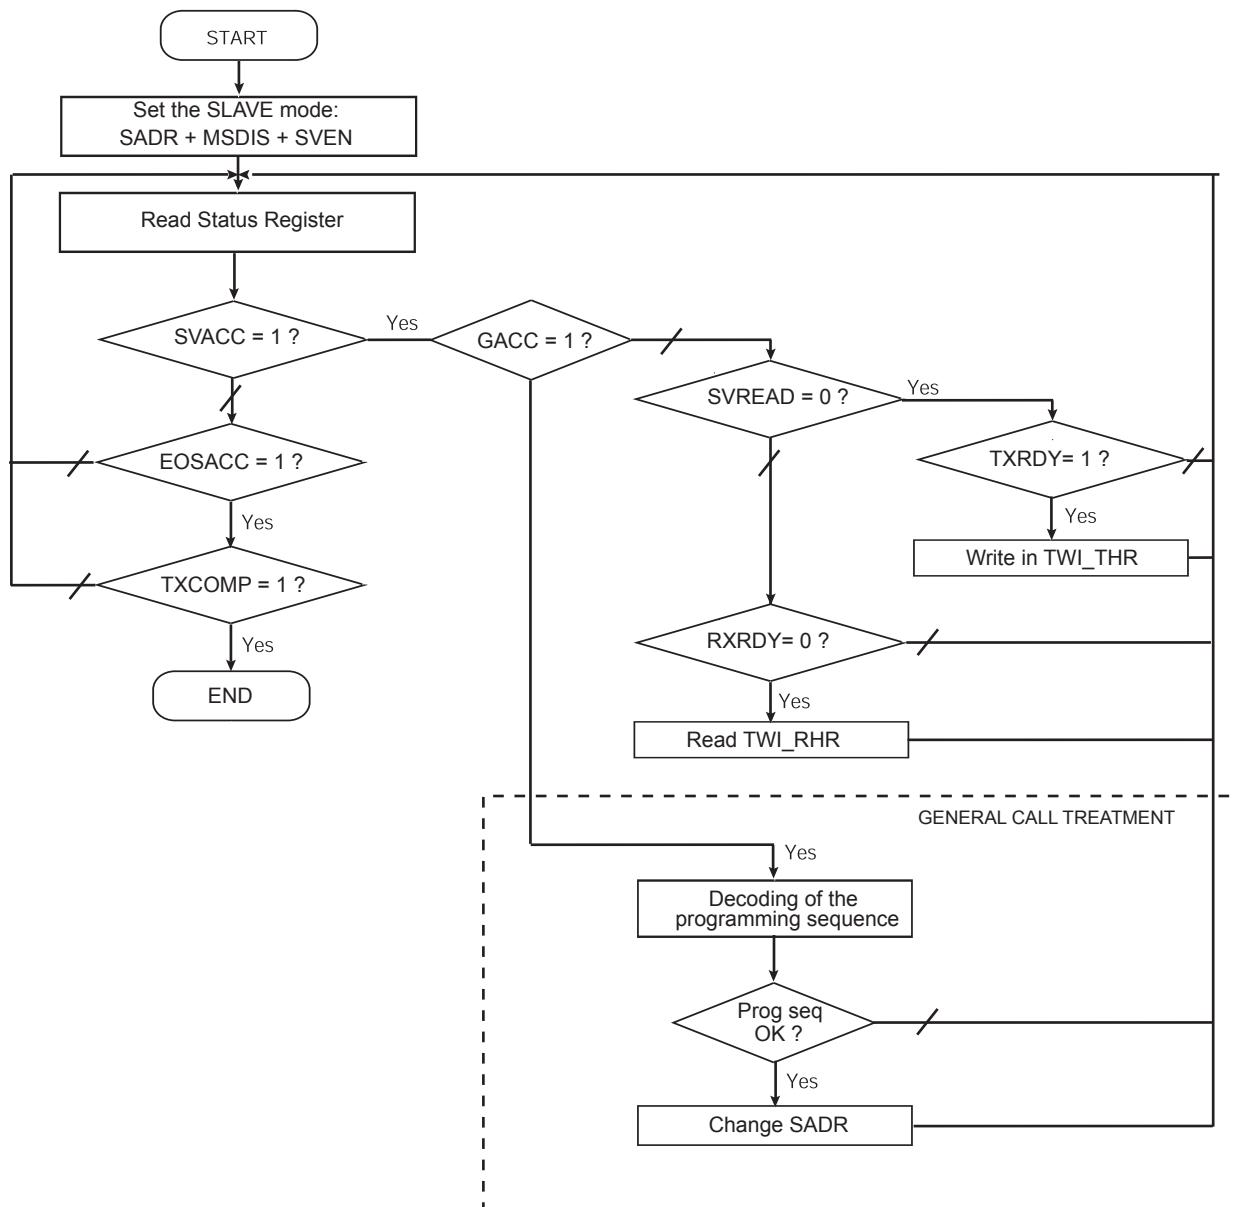 START
Set the SLAVE mode:
SADR + MSDIS + SVEN
Read Status Register
SVACC = 1 ?
Yes
GACC = 1 ?
SVREAD = 0 ?
Yes
EOSACC = 1 ?
TXRDY= 1 ?
Yes
Yes
Write in TWI_THR
TXCOMP = 1 ?
Yes
RXRDY= 0 ?
END
Yes
Read TWI_RHR
GENERAL CALL TREATMENT
Yes
Decoding of the
programming sequence
Prog seq
OK ?
Yes
Change SADR